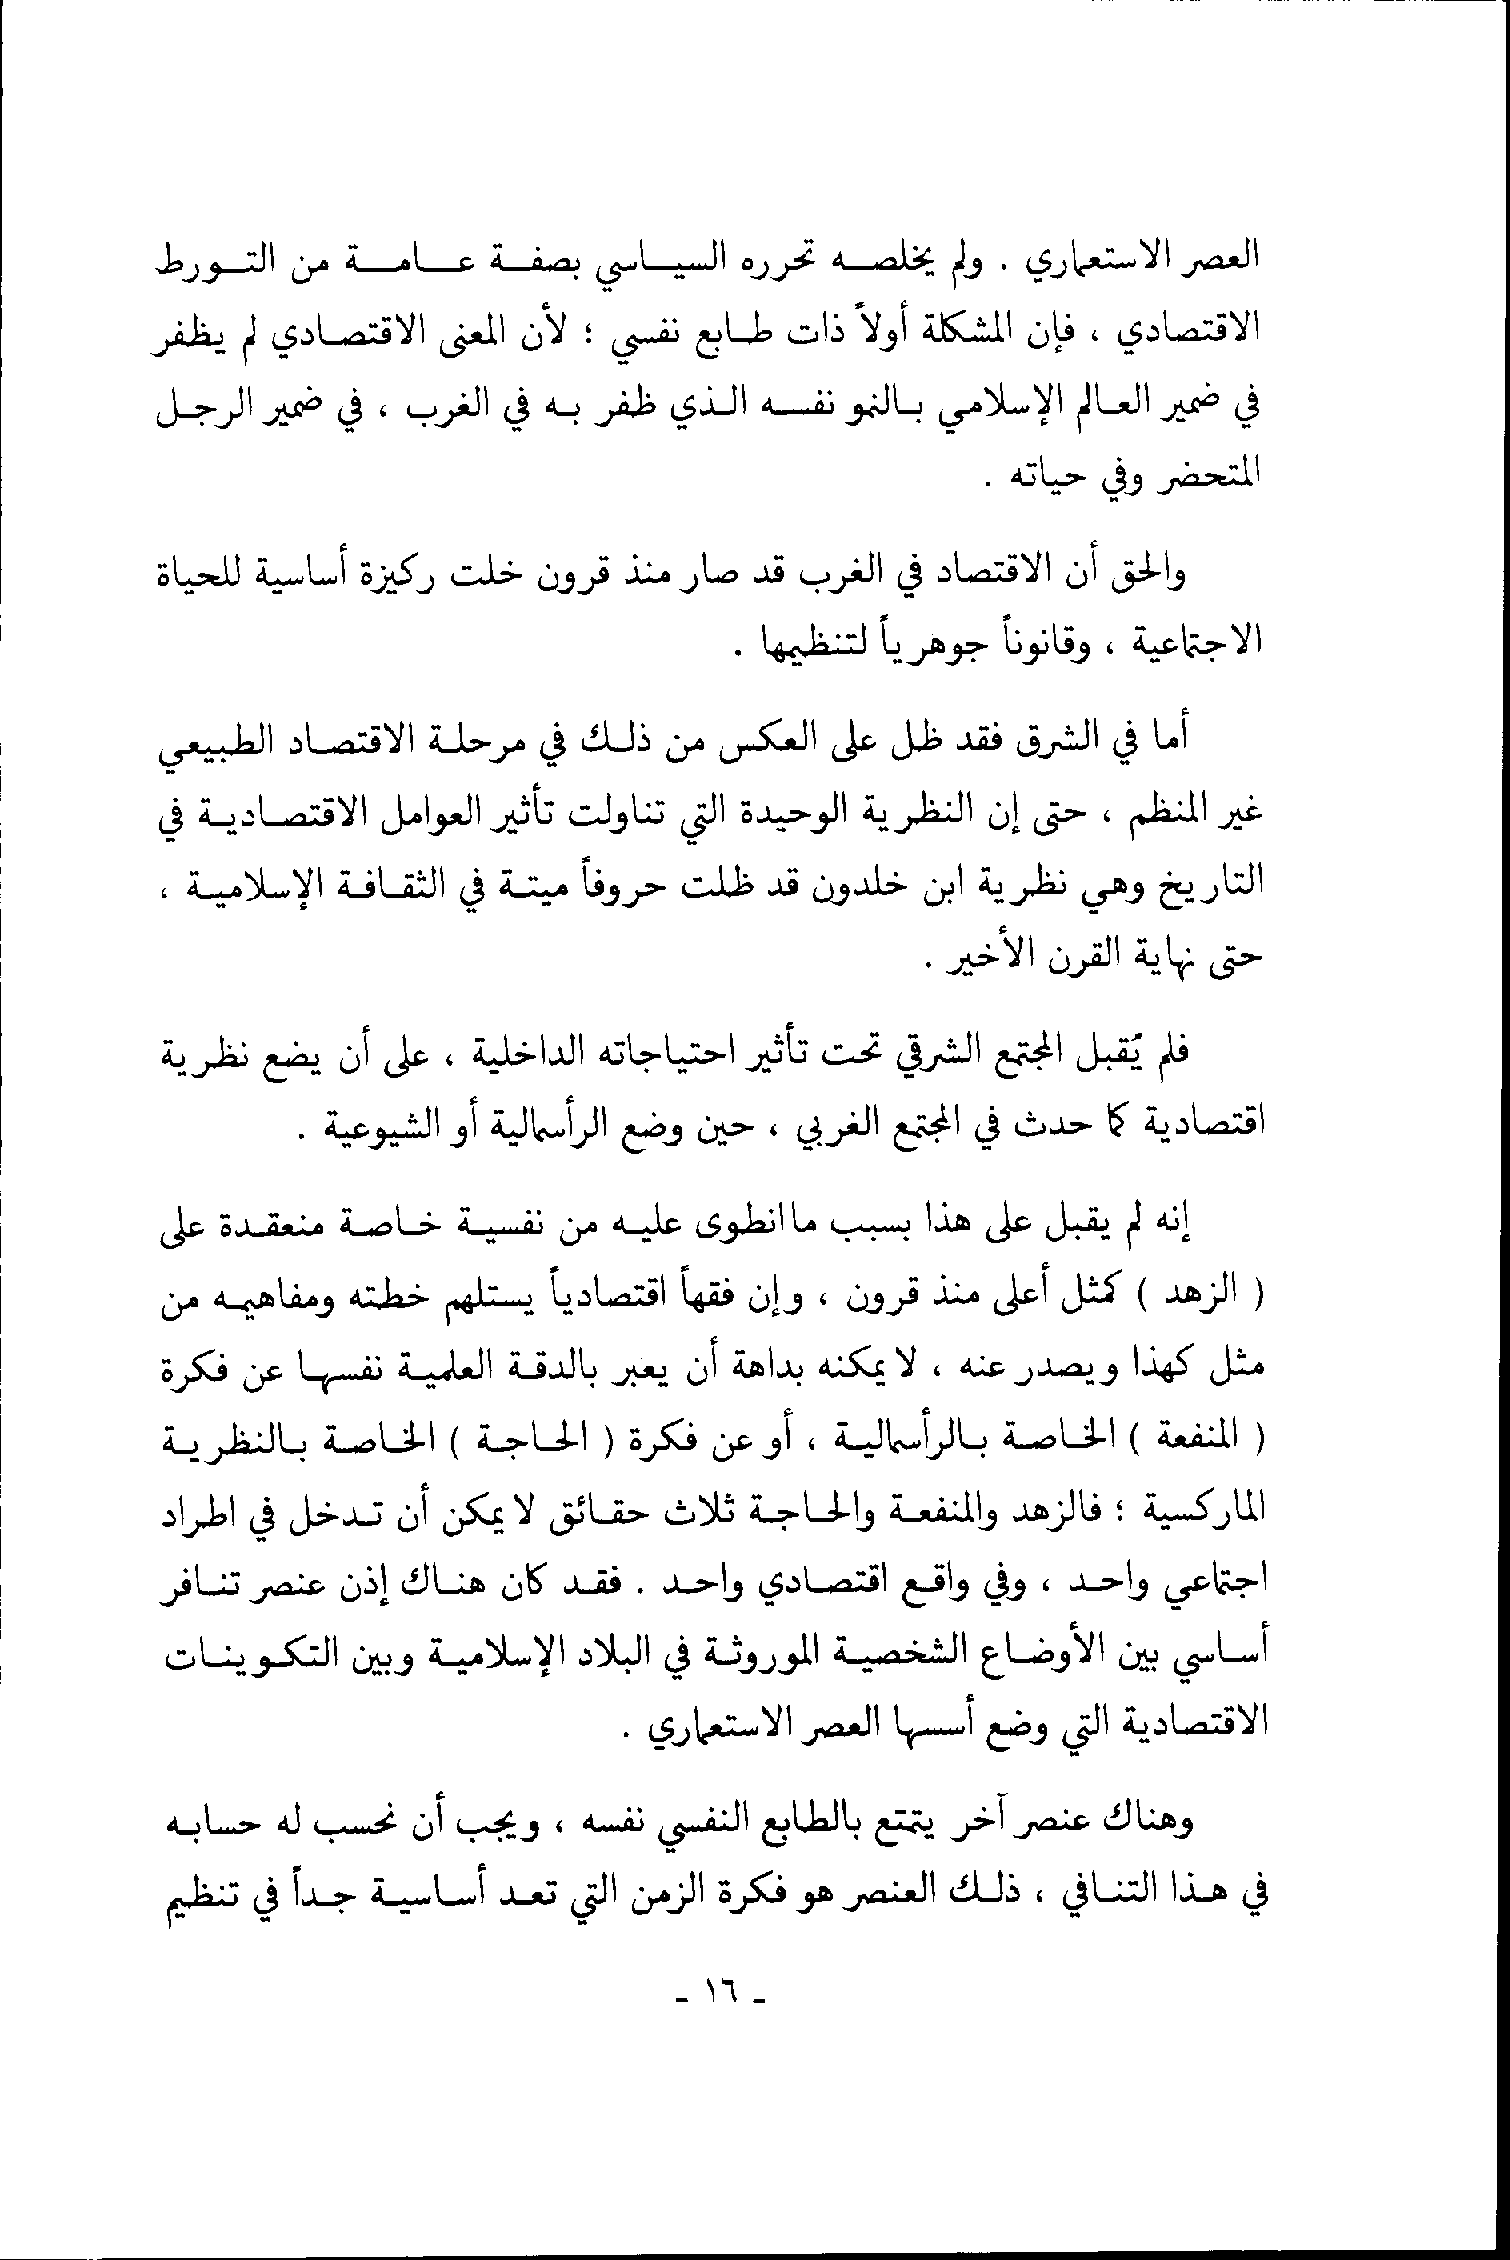 العصر الاستعماري . ولم يخلصه تحرره السياسي بصفة عامة من التورط
الاقتصادي ، فإن المشكلة أولاً ذات طابع نفسي ؛ لأن المعنى الاقتصادي لم يظفر
في ضمير العالم الإسلامي بالنمو نفسه الذي ظفر به في الغرب ، في ضمير الرجل
المتحضر وفي حياته .
والحق أن الاقتصاد في الغرب قد صار منذ قرون خلت ركيزة أساسية للحياة
الاجتماعية ، وقانوناً جوهرياً لتنظيمها .
أما في الشرق فقد ظل على العكس من ذلك في مرحلة الاقتصاد الطبيعي
غير المنظم ، حتى إن النظرية الوحيدة التي تناولت تأثير العوامل الاقتصادية في
التاريخ وهي نظرية ابن خلدون قد ظلت حروفاً ميتة في الثقافة الإسلامية ،
حتى نهاية القرن الأخير .
فلم يُقبل المجتمع الشرقي تحت تأثير احتياجاته الداخلية ، على أن يضع نظرية
اقتصادية كما حدث في المجتمع الغربي ، حين وضع الرأسمالية أو الشيوعية .
إنه لم يقبل على هذا بسبب ما انطوى عليه من نفسية خاصة منعقدة على
( الزهد ) كمثل أعلى منذ قرون ، وإن فقهاً اقتصادياً يستلهم خطته ومفاهيمه من
مثل كهذا ويصدر عنه ، لا يمكنه بداهة أن يعبر بالدقة العلمية نفسها عن فكرة
( المنفعة ) الخاصة بالرأسمالية ، أو عن فكرة ( الحاجة ) الخاصة بالنظرية
الماركسية ؛ فالزهد والمنفعة والحاجة ثلاث حقائق لا يمكن أن تدخل في اطراد
اجتماعي واحد ، وفي واقع اقتصادي واحد . فقد كان هناك إذن عنصر تنافر
أساسي بين الأوضاع الشخصية الموروثة في البلاد الإسلامية وبين التكوينات
الاقتصادية التي وضع أسسها العصر الاستعماري .
وهناك عنصر آخر يتمتع بالطابع النفسي نفسه ، ويجب أن نحسب له حسابه
في هذا التنافي ، ذلك العنصر هو فكرة الزمن التي تعد أساسية جداً في تنظيم
- ١٦ -